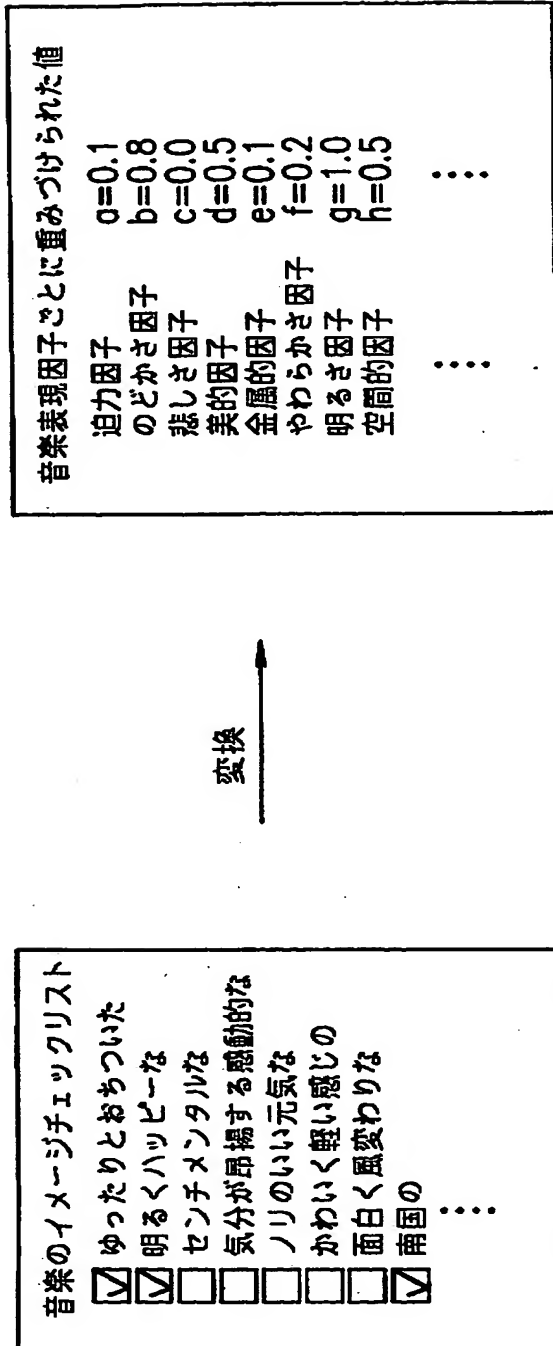 音楽のイメージチェックリスト
☑ ゆったりとおちついた
☑ 明るくハッピーな
☐ センチメンタルな
☐ 気分が昂揚する感動的な
☐ ノリのいい元気な
☐ かわいく軽い感じの
☐ 面白く風変わりな
☑ 南国の
‥‥
変換
音楽表現因子ごとに重みづけられた値
迫力因子 a=0.1
のどかさ因子 b=0.8
悲しさ因子 c=0.0
美的因子 d=0.5
金属的因子 e=0.1
やわらかさ因子 f=0.2
明るさ因子 g=1.0
空間的因子 h=0.5
‥‥ ‥‥